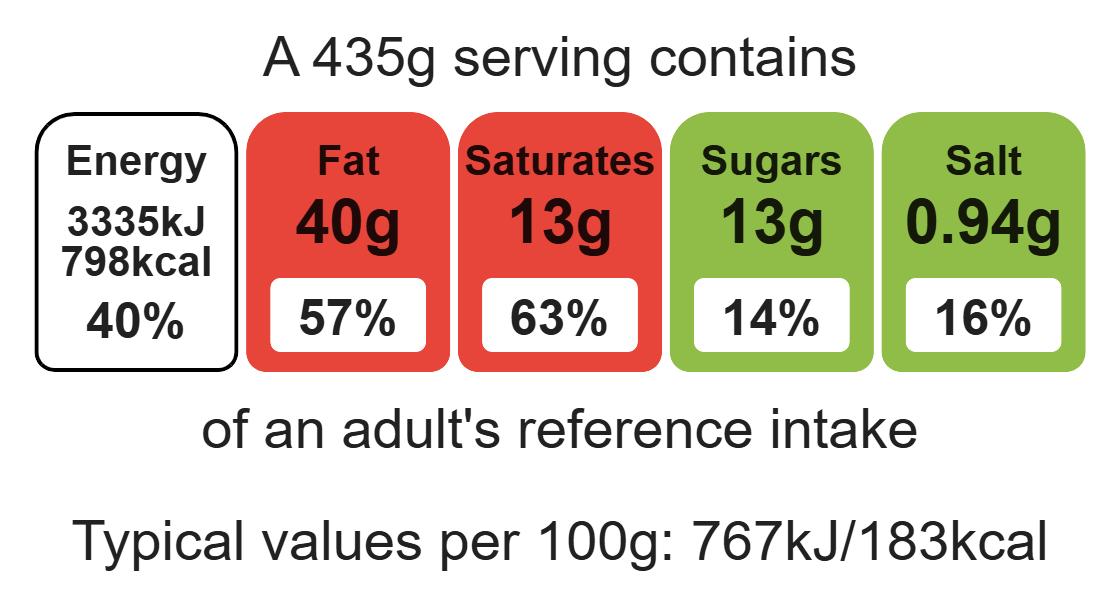 A 435g serving contains
Energy
3335kJ
798kcal
40%
Fat
40g
57%
Saturates
13g
63%
Sugars
13g
14%
Salt
0.94g
16%
of an adult's reference intake
Typical values per 100g: 767kJ/183kcal